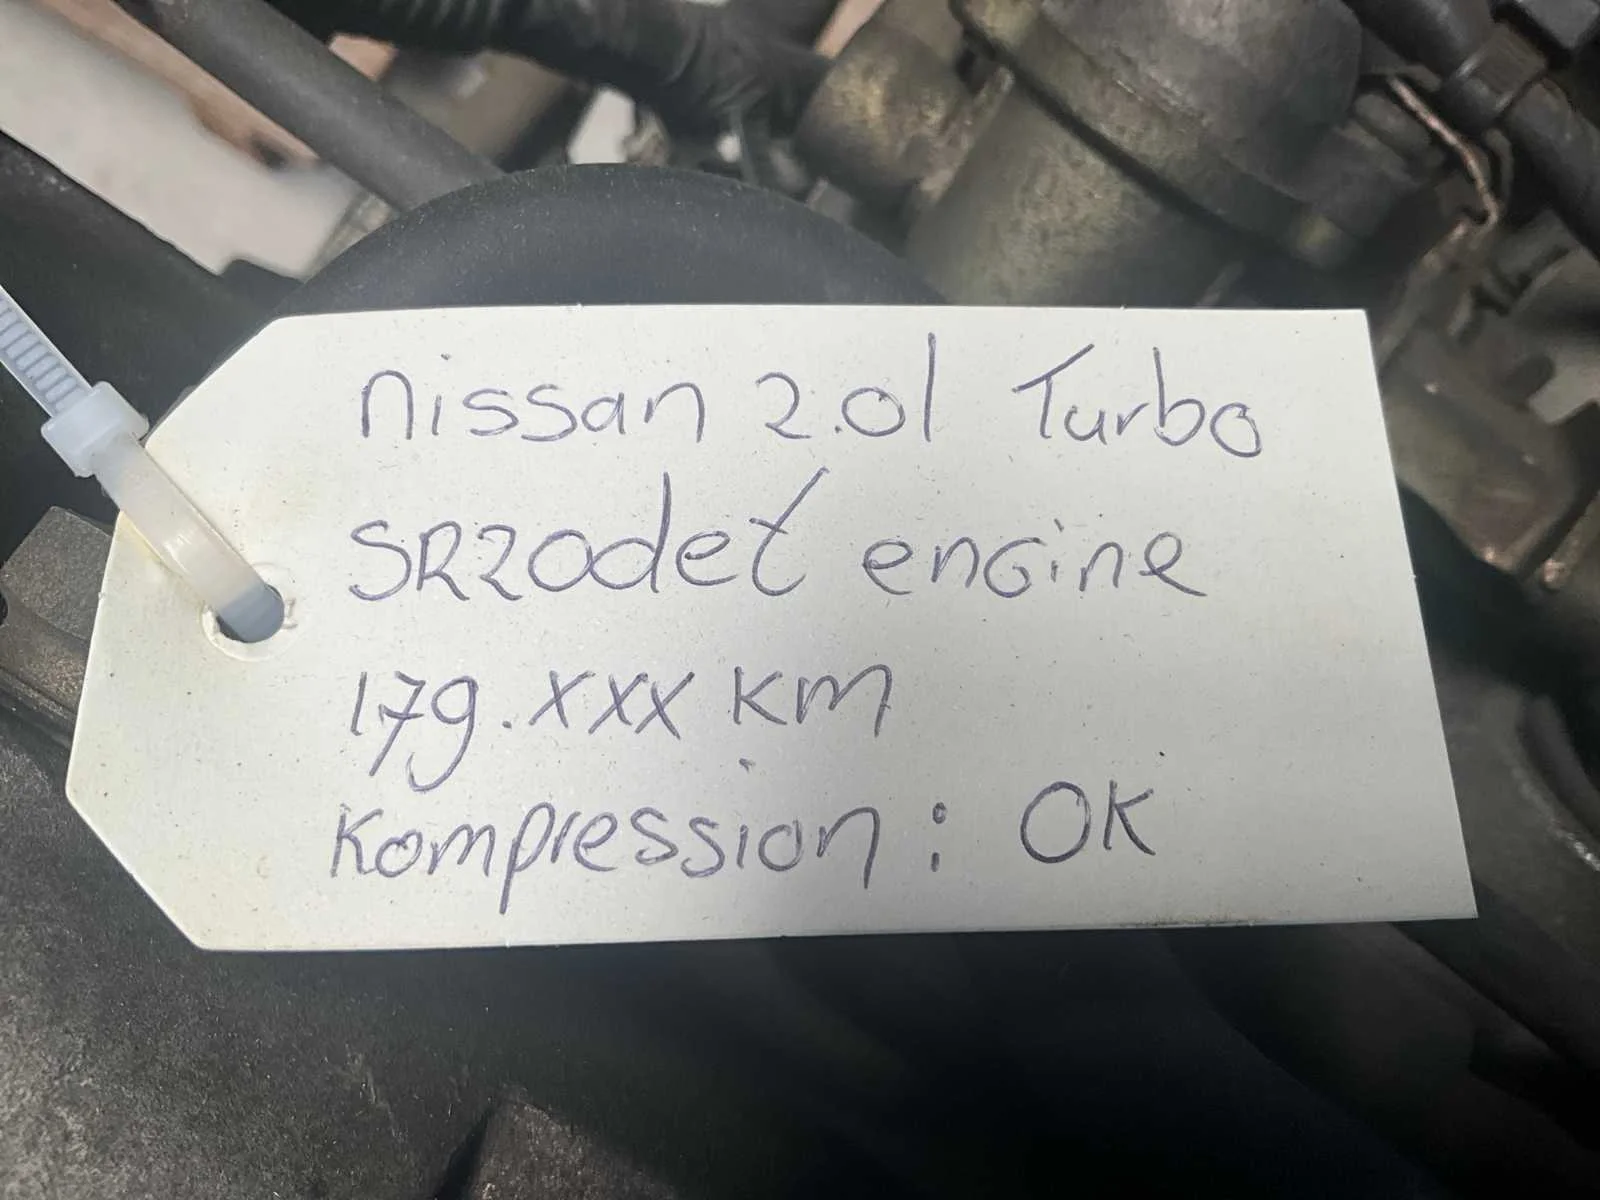 nissan 2.0l Turbo
SR20det engine
179.xxx km
Kompression: OK